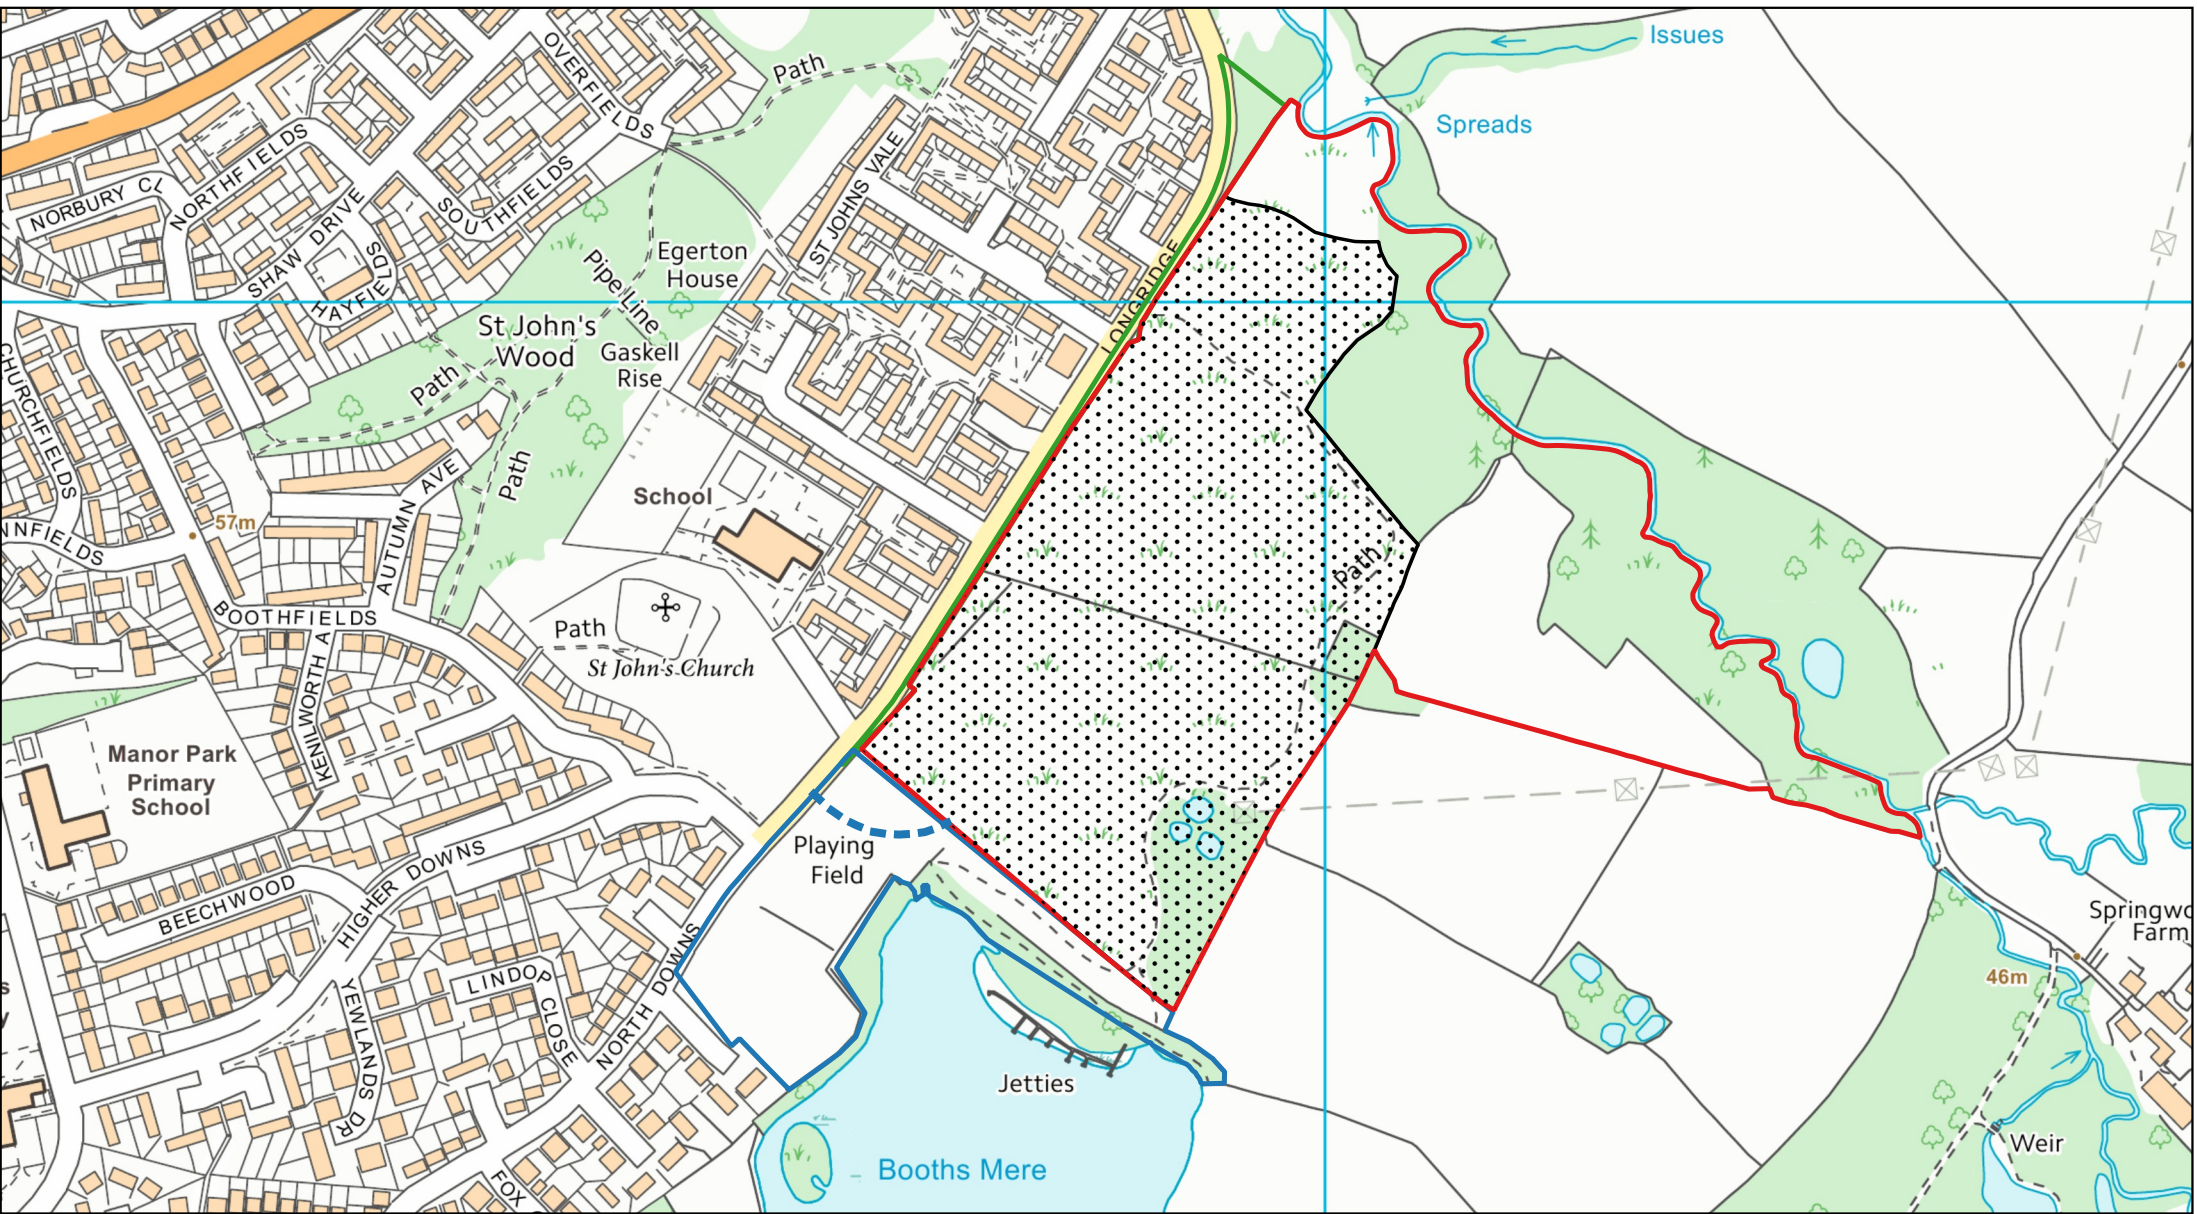 Issues
OVERFIELDS
Path
Spreads
NORBURY CL
NORTHFIELDS
SHAW DRIVE
SOUTHFIELDS
ST JOHNS VALE
HAYFIELDS
Pipe Line
Egerton
House
LONGRIDGE
St John's
Wood
Gaskell
Rise
CHURCHFIELDS
Path
Path
School
57m
NNFIELDS
AUTUMN AVE
Path
BOOTHFIELDS
Path
St John's Church
KENILWORTH A
Manor Park
Primary
School
Playing
Field
BEECHWOOD
HIGHER DOWNS
NORTH DOWNS
LINDOP
CLOSE
YEWLANDS DR
Springwo
Farm
46m
s
y
Jetties
Booths Mere
Weir
FOX